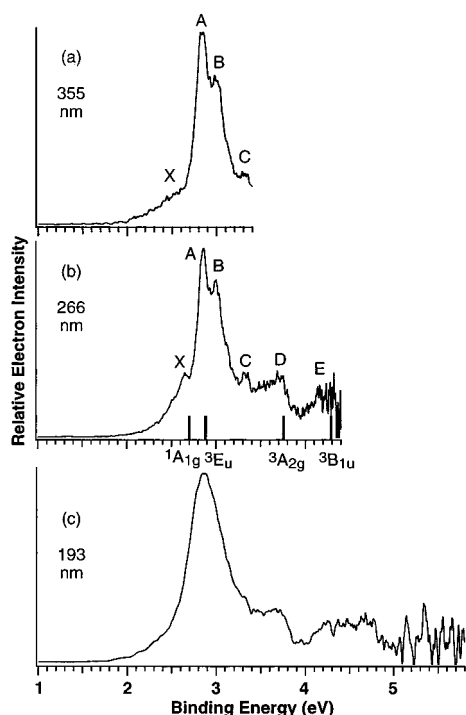 A
(a)
B
355
nm
C
X
A
(b)
B
266
nm
X
C
D
E
¹A₁g ³Eᵤ ³A₂g ³B₁ᵤ
(c)
193
nm
1 2 3 4 5
Binding Energy (eV)
Relative Electron Intensity